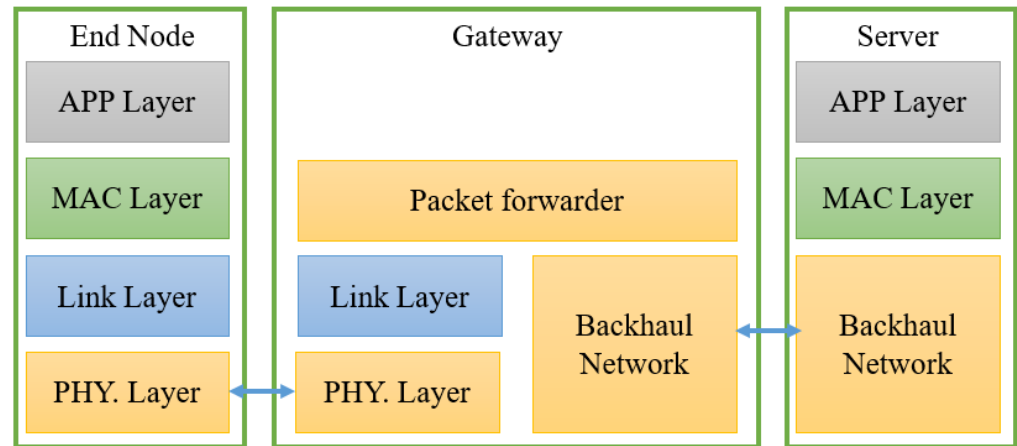 End Node
APP Layer
MAC Layer
Link Layer
PHY. Layer
Gateway
Packet forwarder
Link Layer
PHY. Layer
Backhaul
Network
Server
APP Layer
MAC Layer
Backhaul
Network